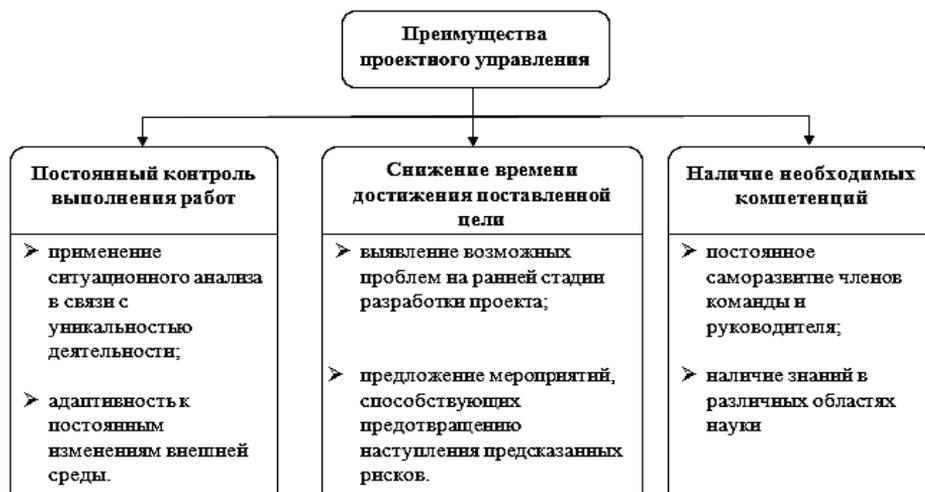 Преимущества
проектного управления
Постоянный контроль
выполнения работ
применение
ситуационного анализа
в связи с
уникальностью
деятельности;
адаптивность к
постоянным
изменениям внешней
среды.
Снижение времени
достижения поставленной
цели
выявление возможных
проблем на ранней стадии
разработки проекта;
предложение мероприятий,
способствующих
предотвращению
наступления предсказанных
рисков.
Наличие необходимых
компетенций
постоянное
саморазвитие членов
команды и
руководителя;
наличие знаний в
различных областях
науки